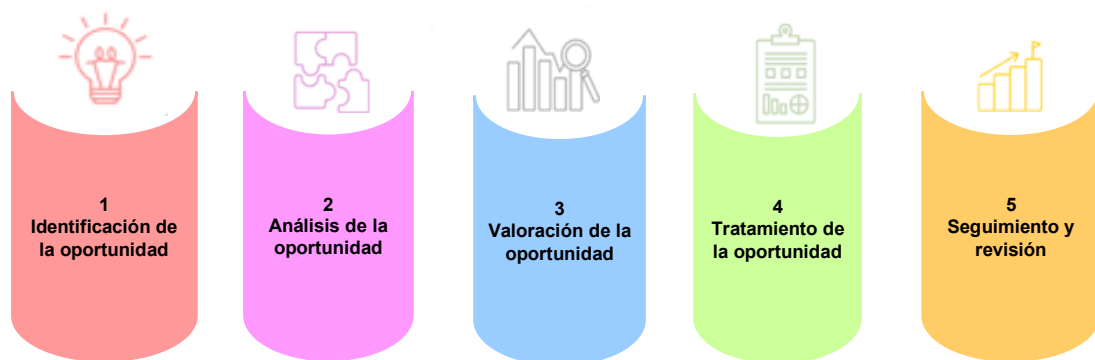 1
Identificación de
la oportunidad
2
Análisis de la
oportunidad
3
Valoración de la
oportunidad
4
Tratamiento de
la oportunidad
5
Seguimiento y
revisión